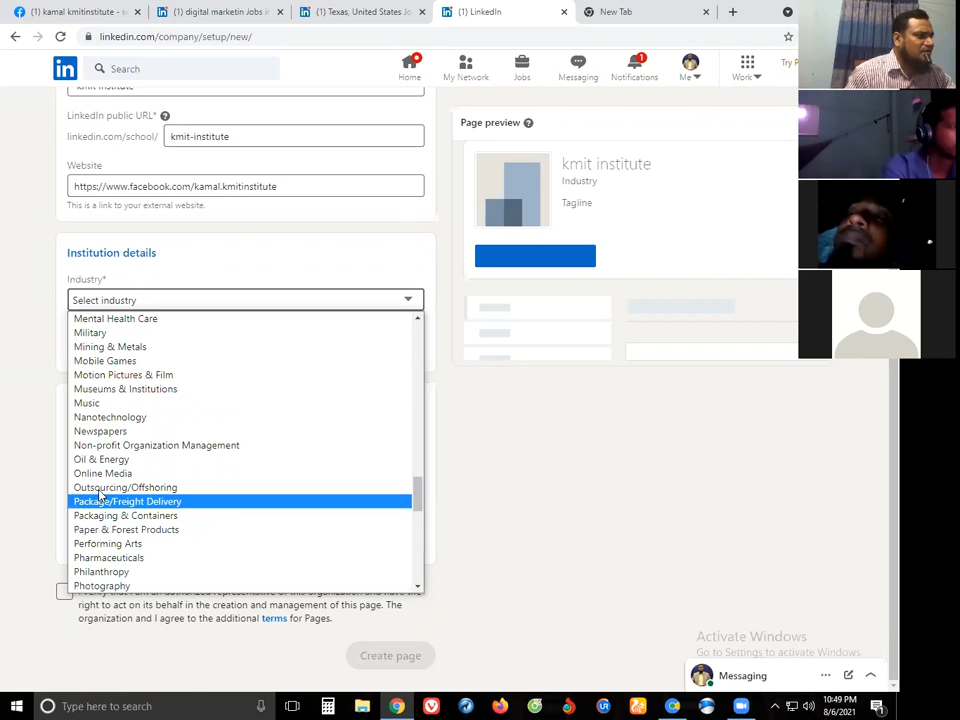 (1) kamal kmitinstitute - s
(1) digital marketin Jobs i
(1) Texas, United States Jo
(1) LinkedIn
New Tab
linkedin.com/company/setup/new/
in
Search
Home
My Network
Jobs
Messaging
1
Notifications
Me
Work
Try P
LinkedIn public URL*
linkedin.com/school/
kmit-institute
Website
https://www.facebook.com/kamal.kmitinstitute
This is a link to your external website.
Page preview
kmit institute
Industry
Tagline
Institution details
Industry*
Select industry
Mental Health Care
Military
Mining & Metals
Mobile Games
Motion Pictures & Film
Museums & Institutions
Music
Nanotechnology
Newspapers
Non-profit Organization Management
Oil & Energy
Online Media
Outsourcing/Offshoring
Package/Freight Delivery
Packaging & Containers
Paper & Forest Products
Performing Arts
Pharmaceuticals
Philanthropy
Photography
right to act on its behalf in the creation and management of this page. The
organization and I agree to the additional terms for Pages.
Create page
Activate Windows
Go to Settings to activate Windows.
Messaging
Type here to search
10:49 PM
8/6/2021
1